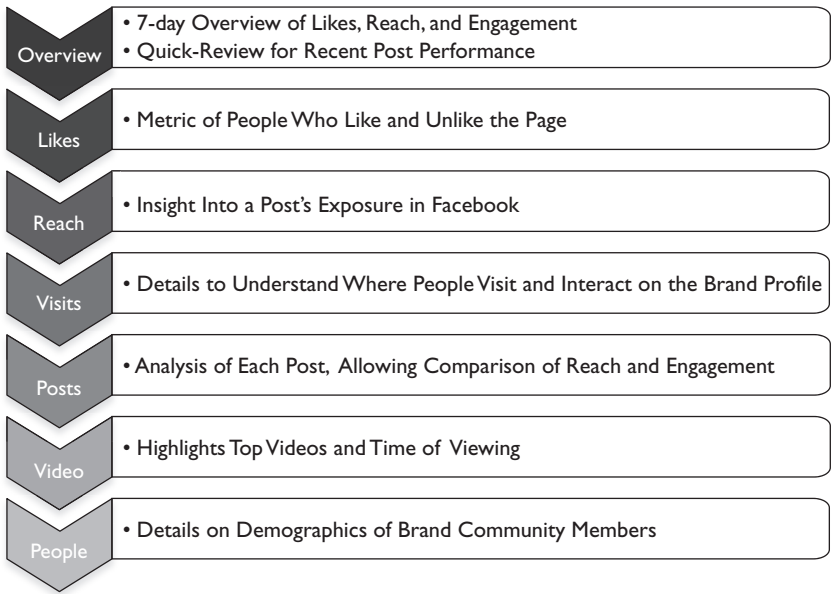 Overview
• 7-day Overview of Likes, Reach, and Engagement
• Quick-Review for Recent Post Performance
Likes
• Metric of People Who Like and Unlike the Page
Reach
• Insight Into a Post's Exposure in Facebook
Visits
• Details to Understand Where People Visit and Interact on the Brand Profile
Posts
• Analysis of Each Post, Allowing Comparison of Reach and Engagement
Video
• Highlights Top Videos and Time of Viewing
People
• Details on Demographics of Brand Community Members